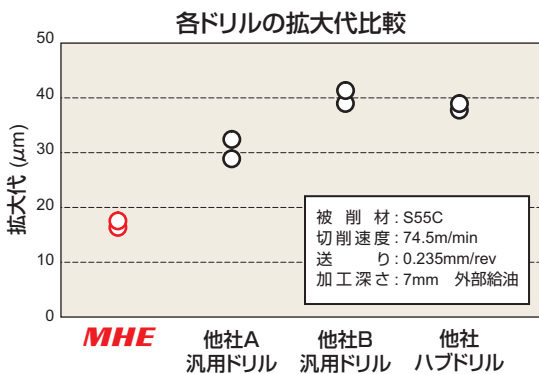 各ドリルの拡大代比較
拡大代 (μm)
50
40
30
20
10
0
被削材：S55C
切削速度：74.5m/min
送り：0.235mm/rev
加工深さ：7mm 外部給油
MHE
他社A
汎用ドリル
他社B
汎用ドリル
他社
ハブドリル